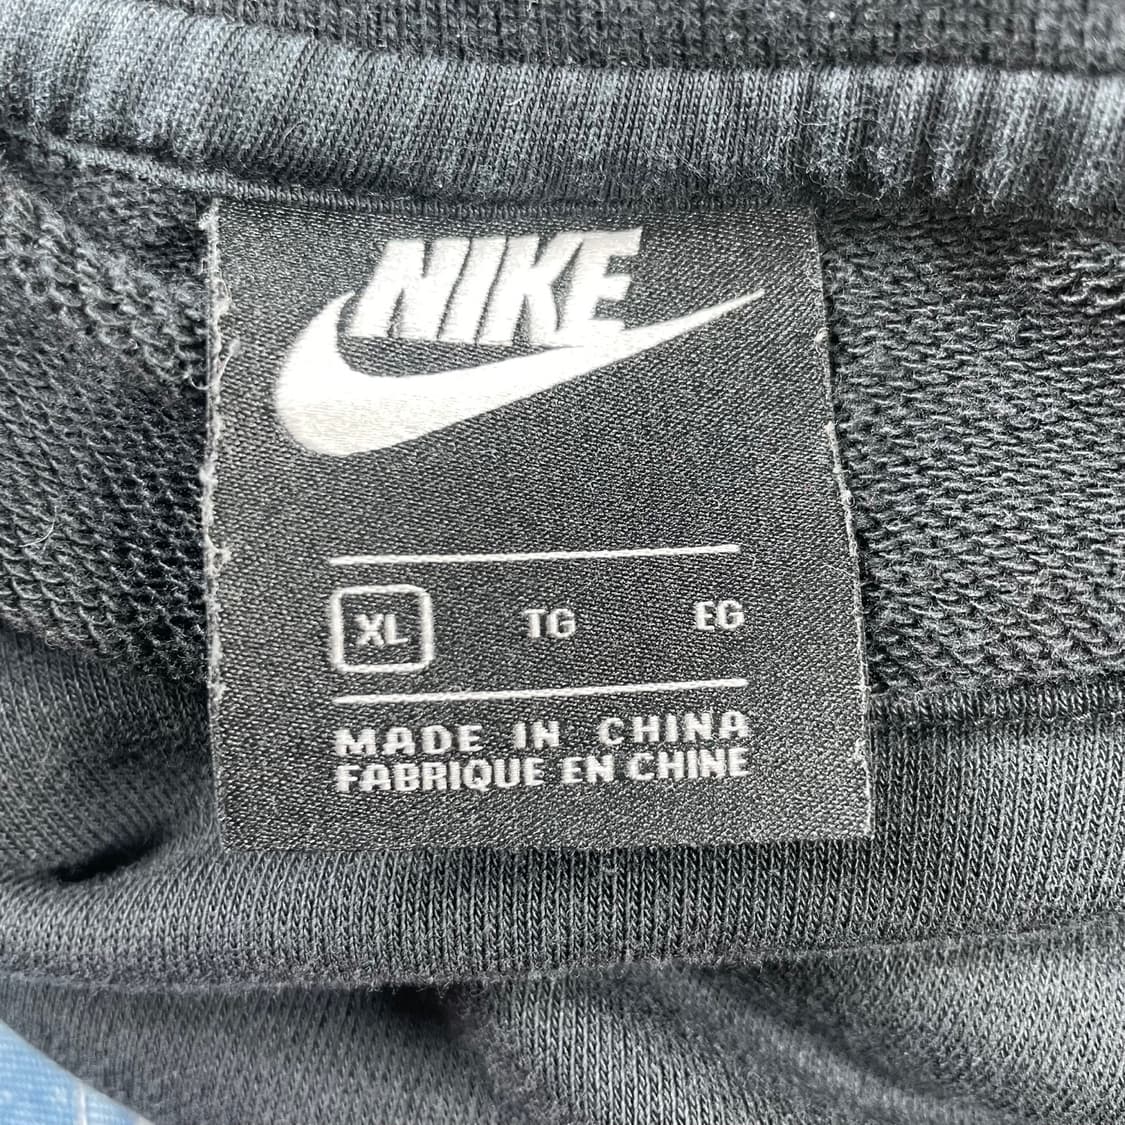 NIKE
XL TG EG
MADE IN CHINA
FABRIQUE EN CHINE